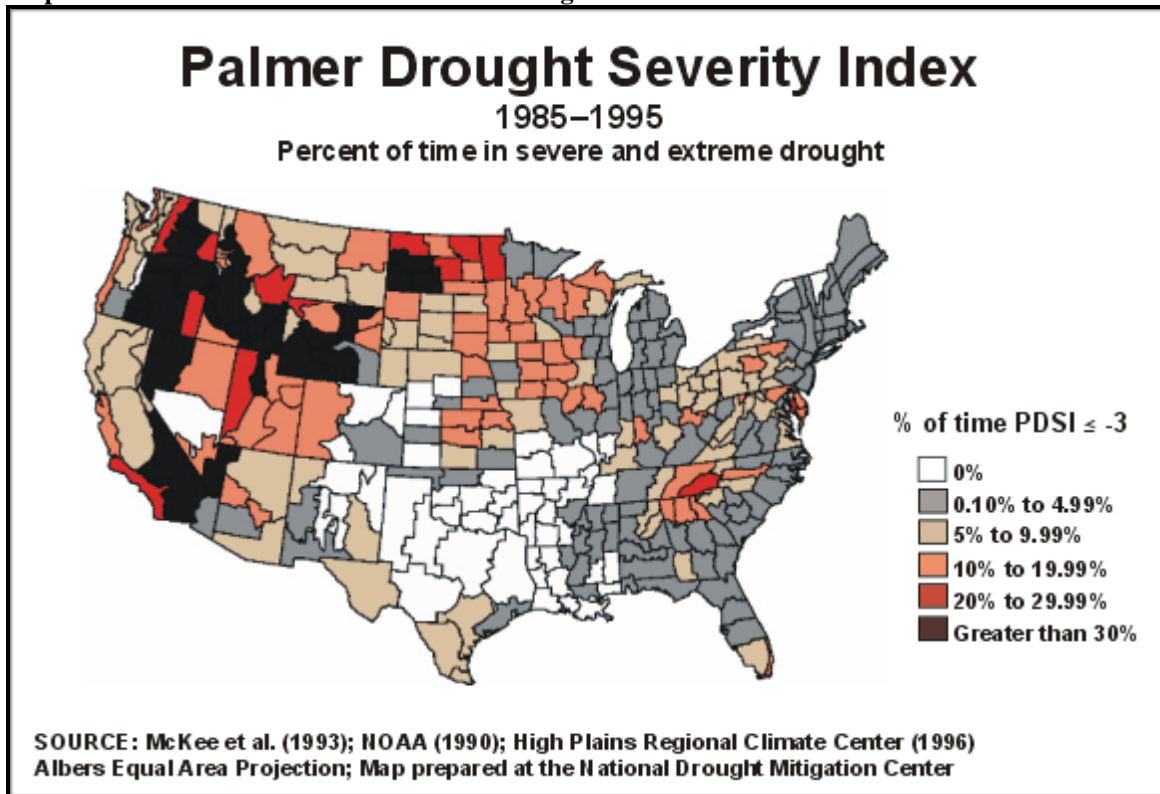 Palmer Drought Severity Index
1985–1995
Percent of time in severe and extreme drought
% of time PDSI ≤ -3
0%
0.10% to 4.99%
5% to 9.99%
10% to 19.99%
20% to 29.99%
Greater than 30%
SOURCE: McKee et al. (1993); NOAA (1990); High Plains Regional Climate Center (1996)
Albers Equal Area Projection; Map prepared at the National Drought Mitigation Center